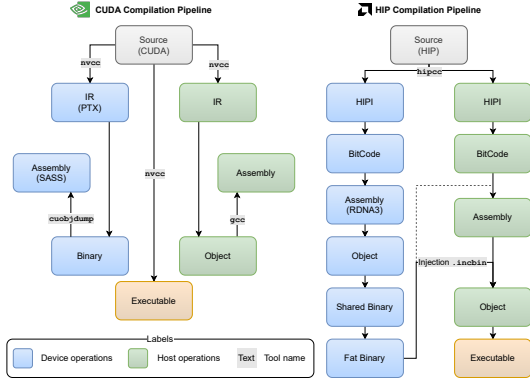 CUDA Compilation Pipeline
Source
(CUDA)
nvcc
nvcc
IR
(PTX)
IR
nvcc
Assembly
(SASS)
Assembly
cuobjdump
gcc
Binary
Object
Executable
HIP Compilation Pipeline
Source
(HIP)
hipcc
HIPI
HIPI
BitCode
BitCode
Assembly
(RDNA3)
Assembly
Object
Injection .incbin
Shared Binary
Object
Fat Binary
Executable
Labels
Device operations
Host operations
Text Tool name